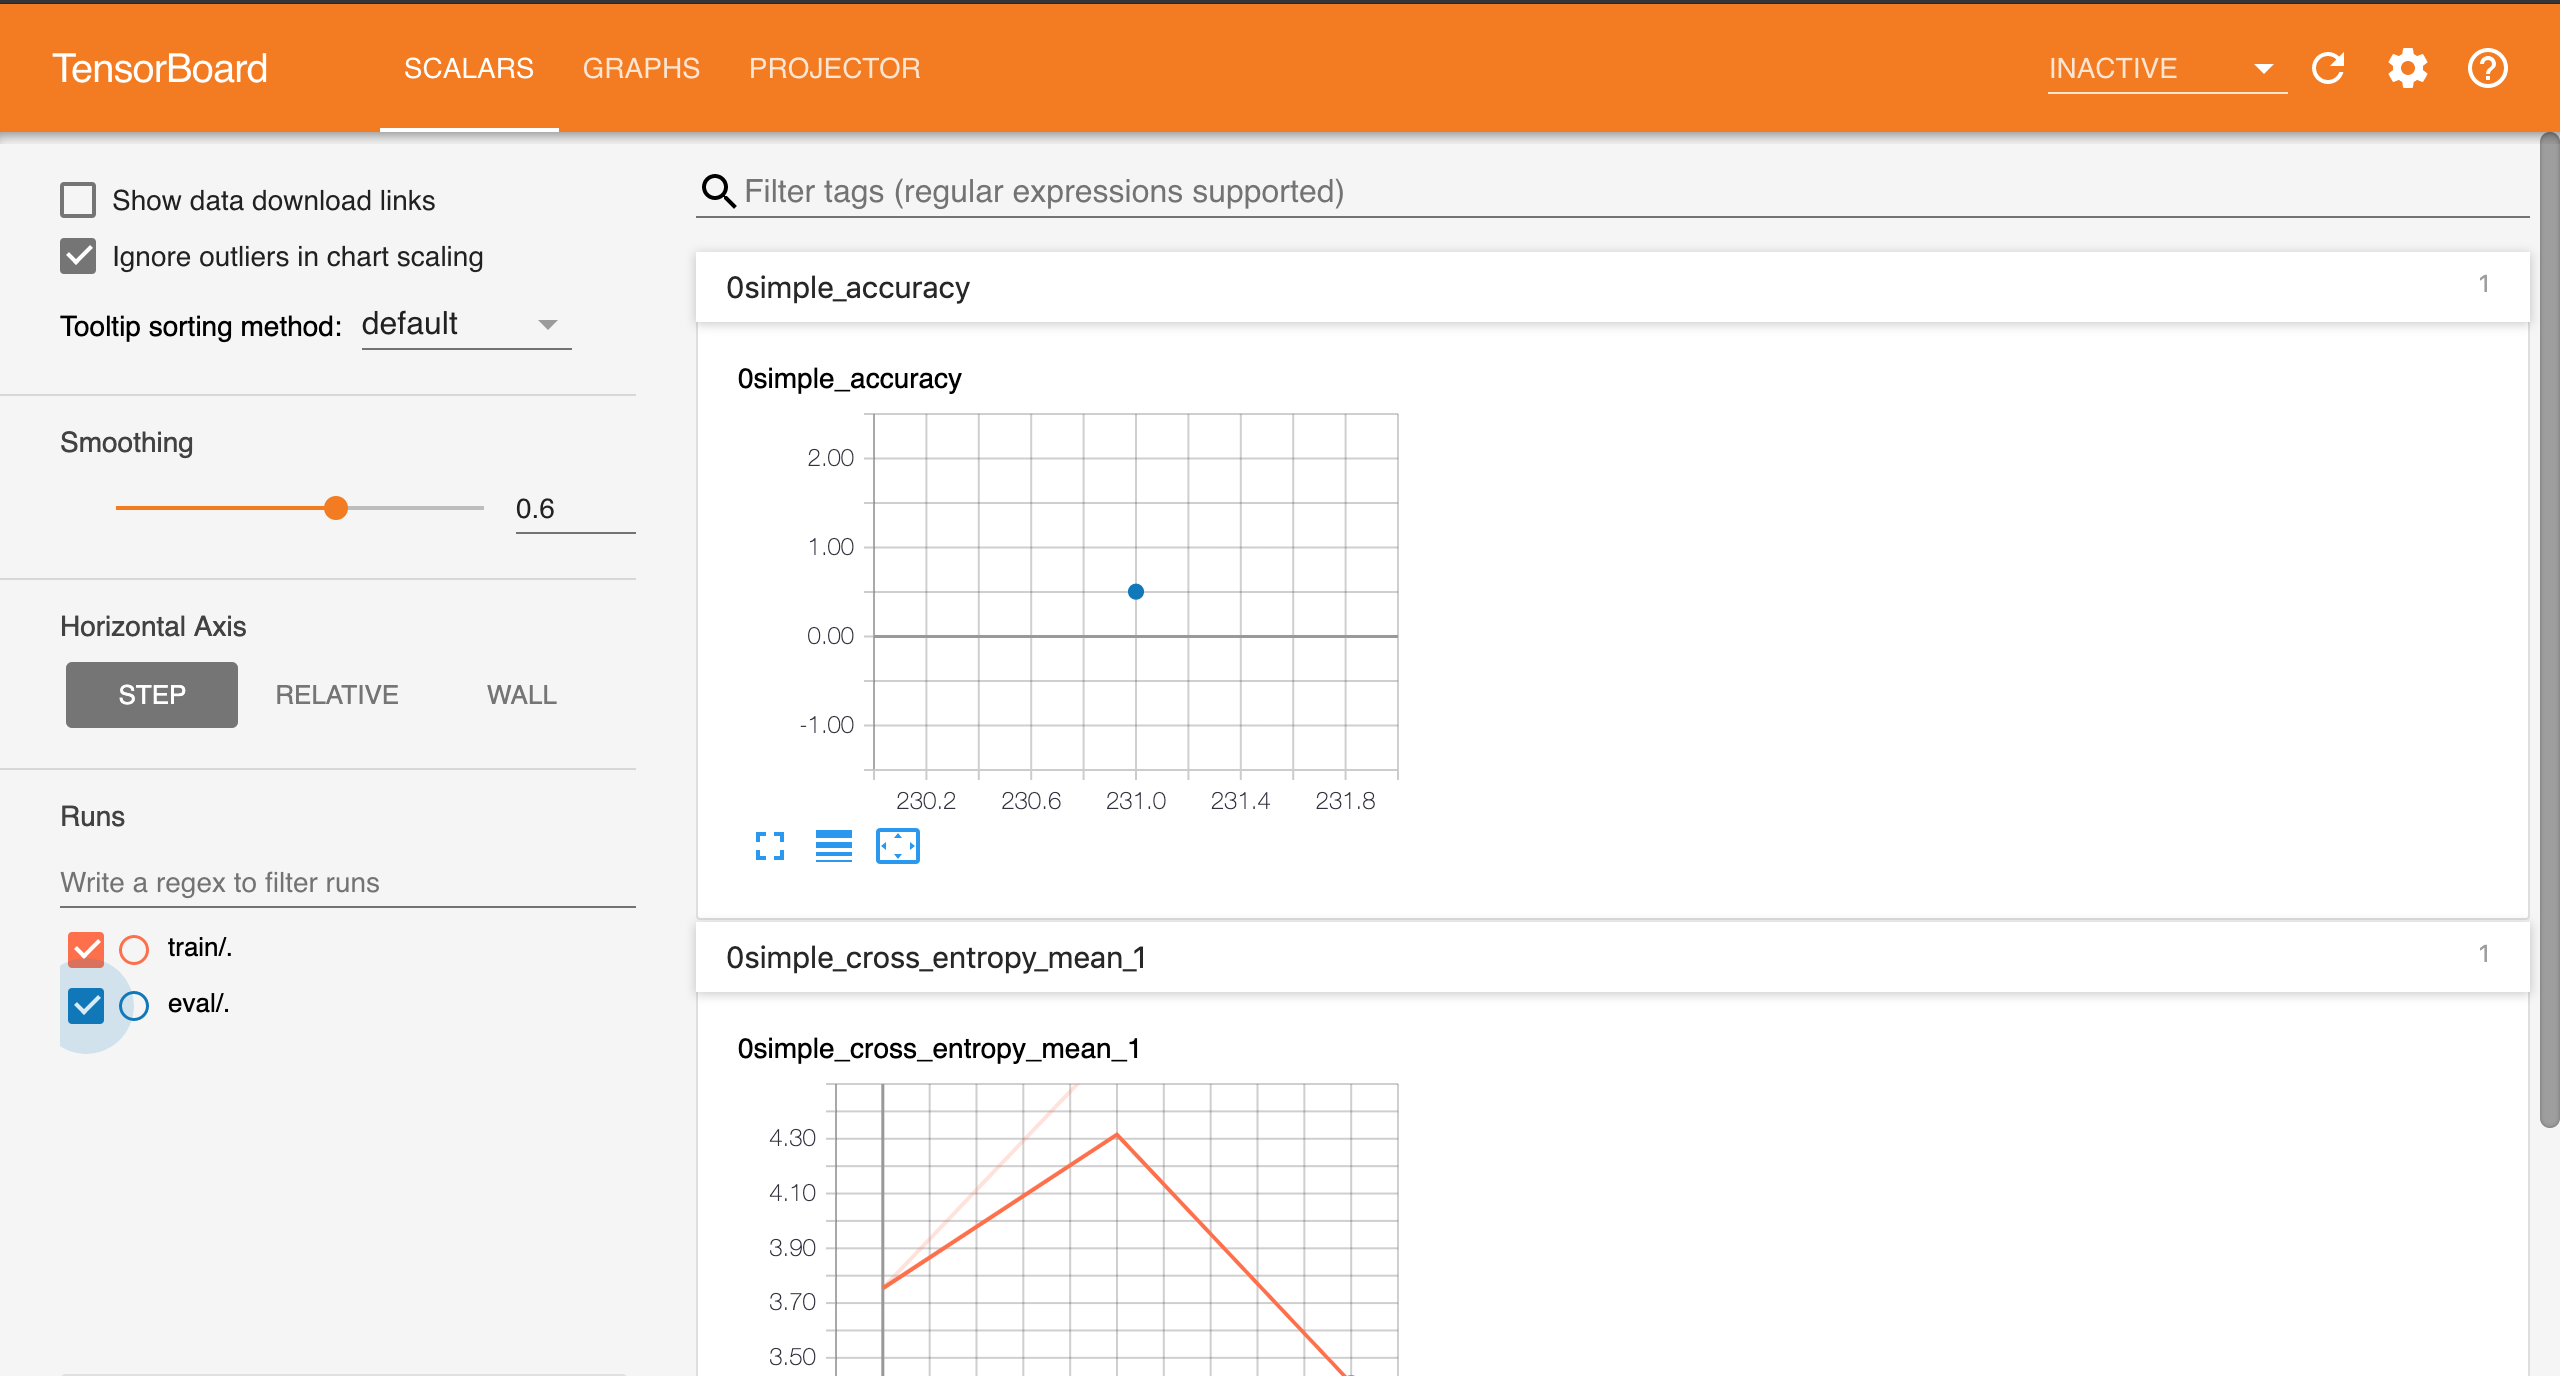 TensorBoard SCALARS GRAPHS PROJECTOR INACTIVE
Show data download links
Ignore outliers in chart scaling
Tooltip sorting method: default
Smoothing
0.6
Horizontal Axis
STEP RELATIVE WALL
Runs
Write a regex to filter runs
train/.
eval/.
Filter tags (regular expressions supported)
0simple_accuracy 1
0simple_accuracy
2.00
1.00
0.00
-1.00
230.2 230.6 231.0 231.4 231.8
0simple_cross_entropy_mean_1 1
0simple_cross_entropy_mean_1
4.30
4.10
3.90
3.70
3.50